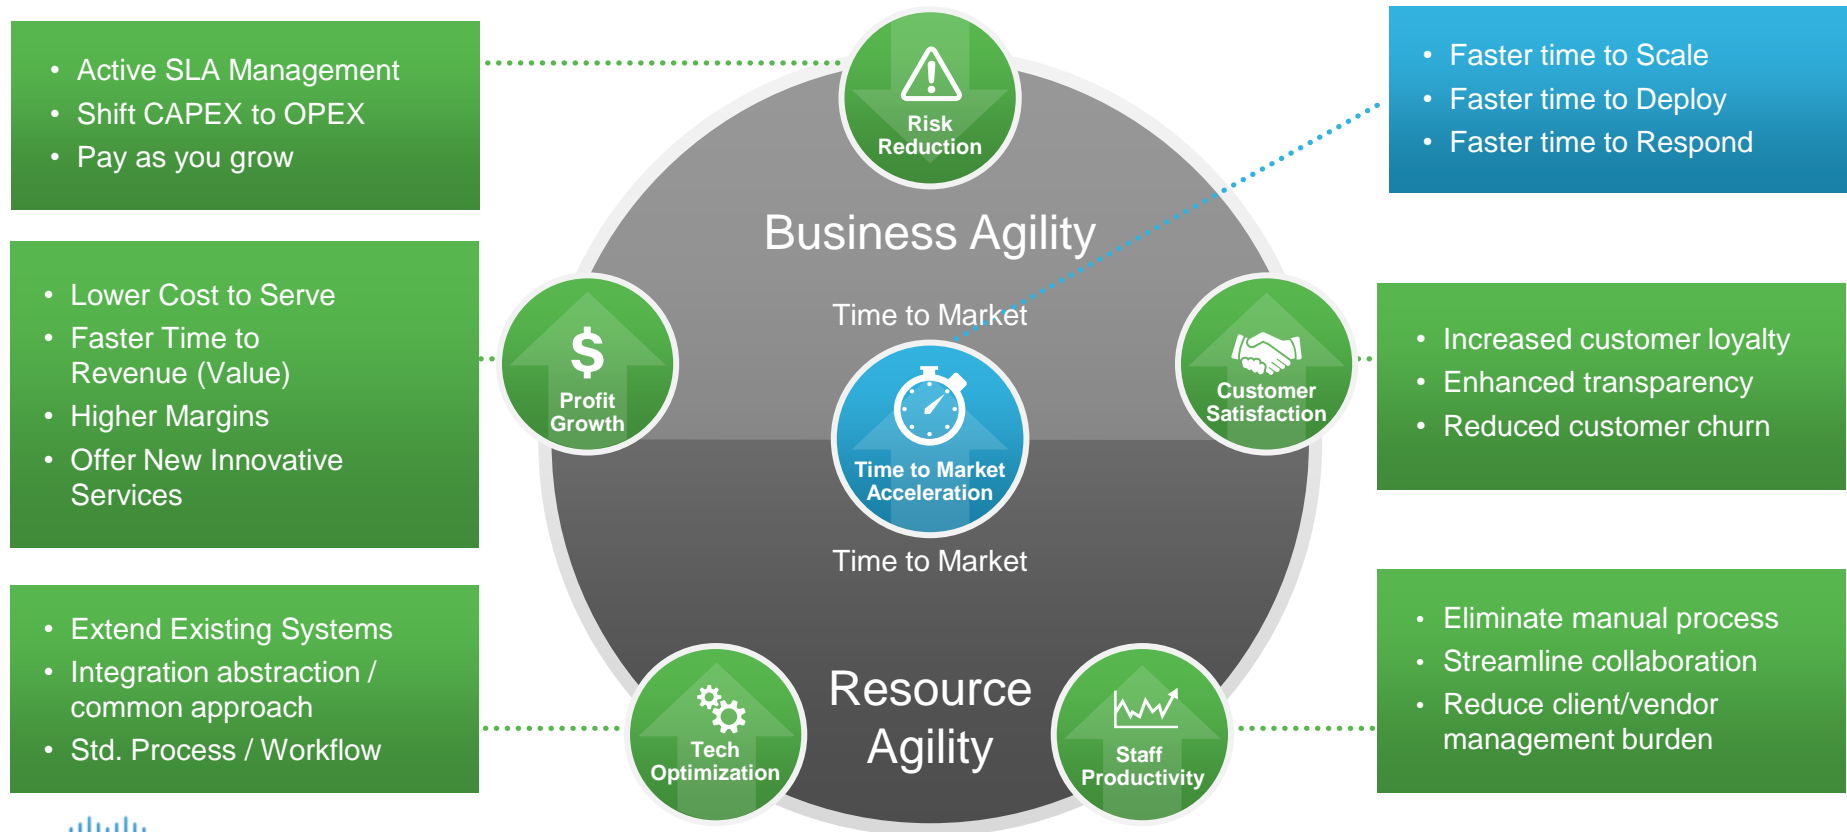 • Active SLA Management
• Shift CAPEX to OPEX
• Pay as you grow
Risk
Reduction
• Faster time to Scale
• Faster time to Deploy
• Faster time to Respond
Business Agility
• Lower Cost to Serve
• Faster Time to
Revenue (Value)
• Higher Margins
• Offer New Innovative
Services
$
Profit
Growth
Time to Market
Time to Market
Acceleration
Time to Market
Customer
Satisfaction
• Increased customer loyalty
• Enhanced transparency
• Reduced customer churn
• Extend Existing Systems
• Integration abstraction /
common approach
• Std. Process / Workflow
Tech
Optimization
Resource
Agility
Staff
Productivity
• Eliminate manual process
• Streamline collaboration
• Reduce client/vendor
management burden